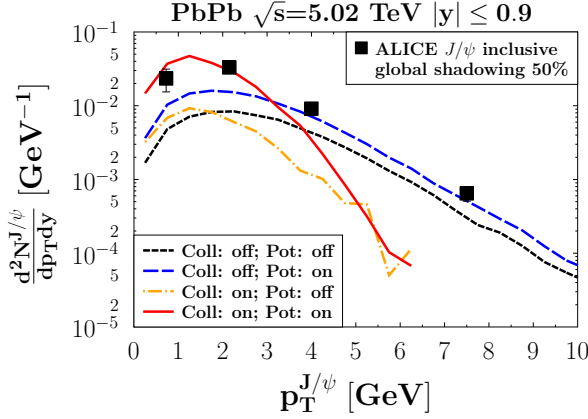 PbPb √s=5.02 TeV |y| ≤ 0.9
ALICE J/ψ inclusive
global shadowing 50%
d²N^{J/ψ}/dp_Tdy [GeV⁻¹]
10⁻¹
5
2
10⁻²
5
2
10⁻³
5
2
10⁻⁴
5
2
10⁻⁵
Coll: off; Pot: off
Coll: off; Pot: on
Coll: on; Pot: off
Coll: on; Pot: on
0 1 2 3 4 5 6 7 8 9 10
p_T^{J/ψ} [GeV]